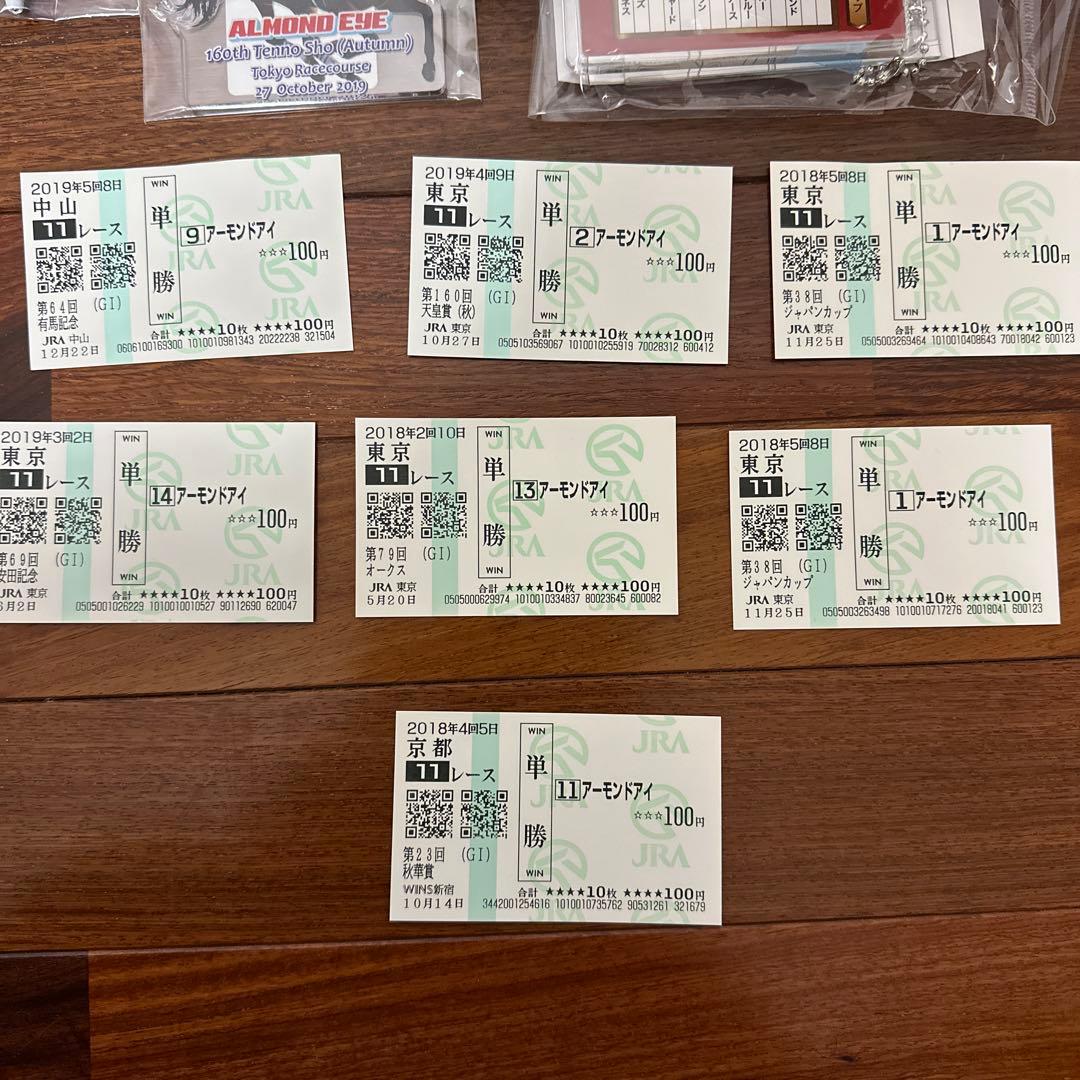 ALMOND EYE
160th Tenno Sho (Autumn)
Tokyo Racecourse
27 October 2019
2019年5回8日
中山
11レース
WIN
単勝
WIN
9 アーモンドアイ
☆☆☆100円
JRA
JRA
JRA
第64回 (GI)
有馬記念
JRA 中山
12月22日
合計 ★★★★10枚 ★★★★100円
0606100169300 1010010981343 20222238 321504
2019年4回9日
東京
11レース
WIN
単勝
WIN
2 アーモンドアイ
☆☆☆100円
JRA
JRA
JRA
第160回 (GI)
天皇賞(秋)
JRA 東京
10月27日
合計 ★★★★10枚 ★★★★100円
0505103569067 1010010255919 70028312 600412
2018年5回8日
東京
11レース
WIN
単勝
WIN
1 アーモンドアイ
☆☆☆100円
JRA
JRA
JRA
第38回 (GI)
ジャパンカップ
JRA 東京
11月25日
合計 ★★★★10枚 ★★★★100円
0505003269464 1010010408643 70018042 600123
2019年3回2日
東京
11レース
WIN
単勝
WIN
14 アーモンドアイ
☆☆☆100円
JRA
JRA
JRA
第69回 (GI)
安田記念
JRA 東京
6月2日
合計 ★★★★10枚 ★★★★100円
0505001026229 1010010010527 90112690 620047
2018年2回10日
東京
11レース
WIN
単勝
WIN
13 アーモンドアイ
☆☆☆100円
JRA
JRA
JRA
第79回 (GI)
オークス
JRA 東京
5月20日
合計 ★★★★10枚 ★★★★100円
0505000629974 1010010334837 80023645 600082
2018年5回8日
東京
11レース
WIN
単勝
WIN
1 アーモンドアイ
☆☆☆100円
JRA
JRA
JRA
第38回 (GI)
ジャパンカップ
JRA 東京
11月25日
合計 ★★★★10枚 ★★★★100円
0505003263498 1010010717276 20018041 600123
2018年4回5日
京都
11レース
WIN
単勝
WIN
11 アーモンドアイ
☆☆☆100円
JRA
JRA
JRA
第23回 (GI)
秋華賞
WINS新宿
10月14日
合計 ★★★★10枚 ★★★★100円
3442001254616 1010010735762 90531261 321679